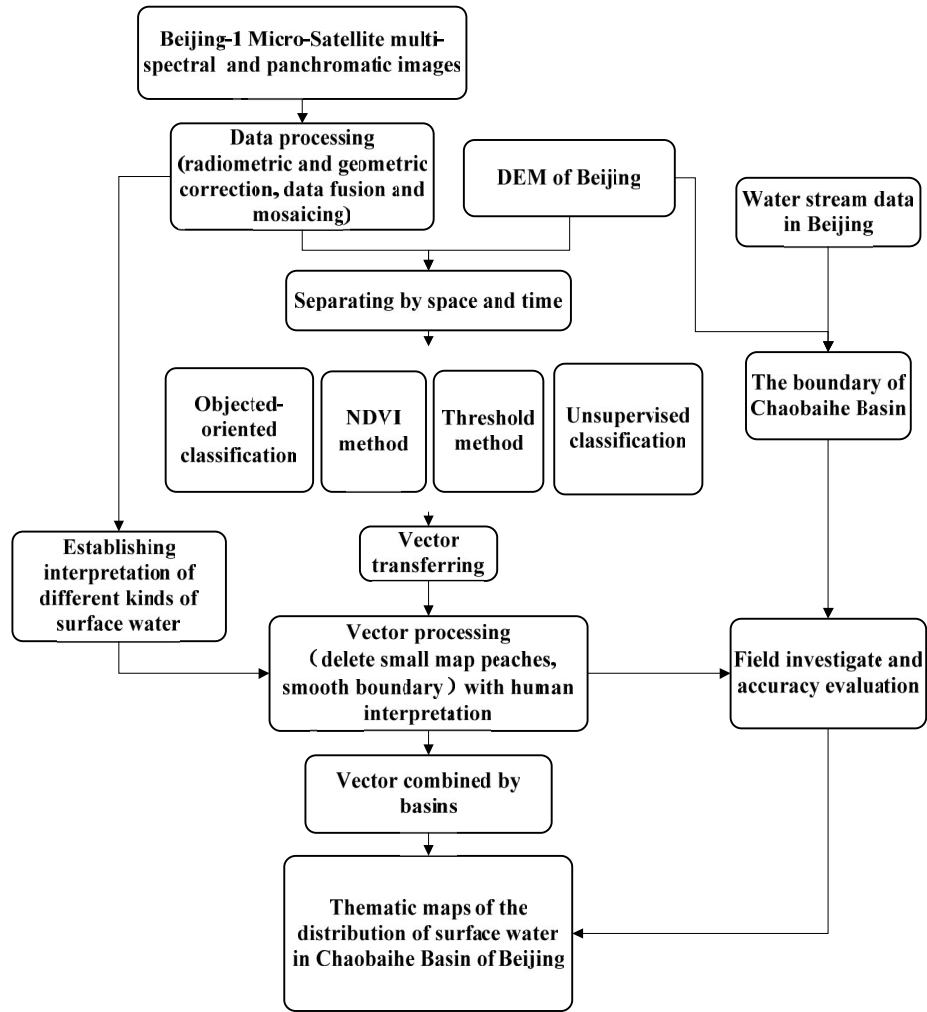 Beijing-1 Micro-Satellite multi-
spectral and panchromatic images
Data processing
(radiometric and geometric
correction, data fusion and
mosaicing)
DEM of Beijing
Water stream data
in Beijing
Separating by space and time
The boundary of
Chaobaihe Basin
Objected-
oriented
classification
NDVI
method
Threshold
method
Unsupervised
classification
Establishing
interpretation of
different kinds of
surface water
Vector
transferring
Vector processing
（delete small map peaches,
smooth boundary）with human
interpretation
Field investigate and
accuracy evaluation
Vector combined by
basins
Thematic maps of the
distribution of surface water
in Chaobaihe Basin of Beijing